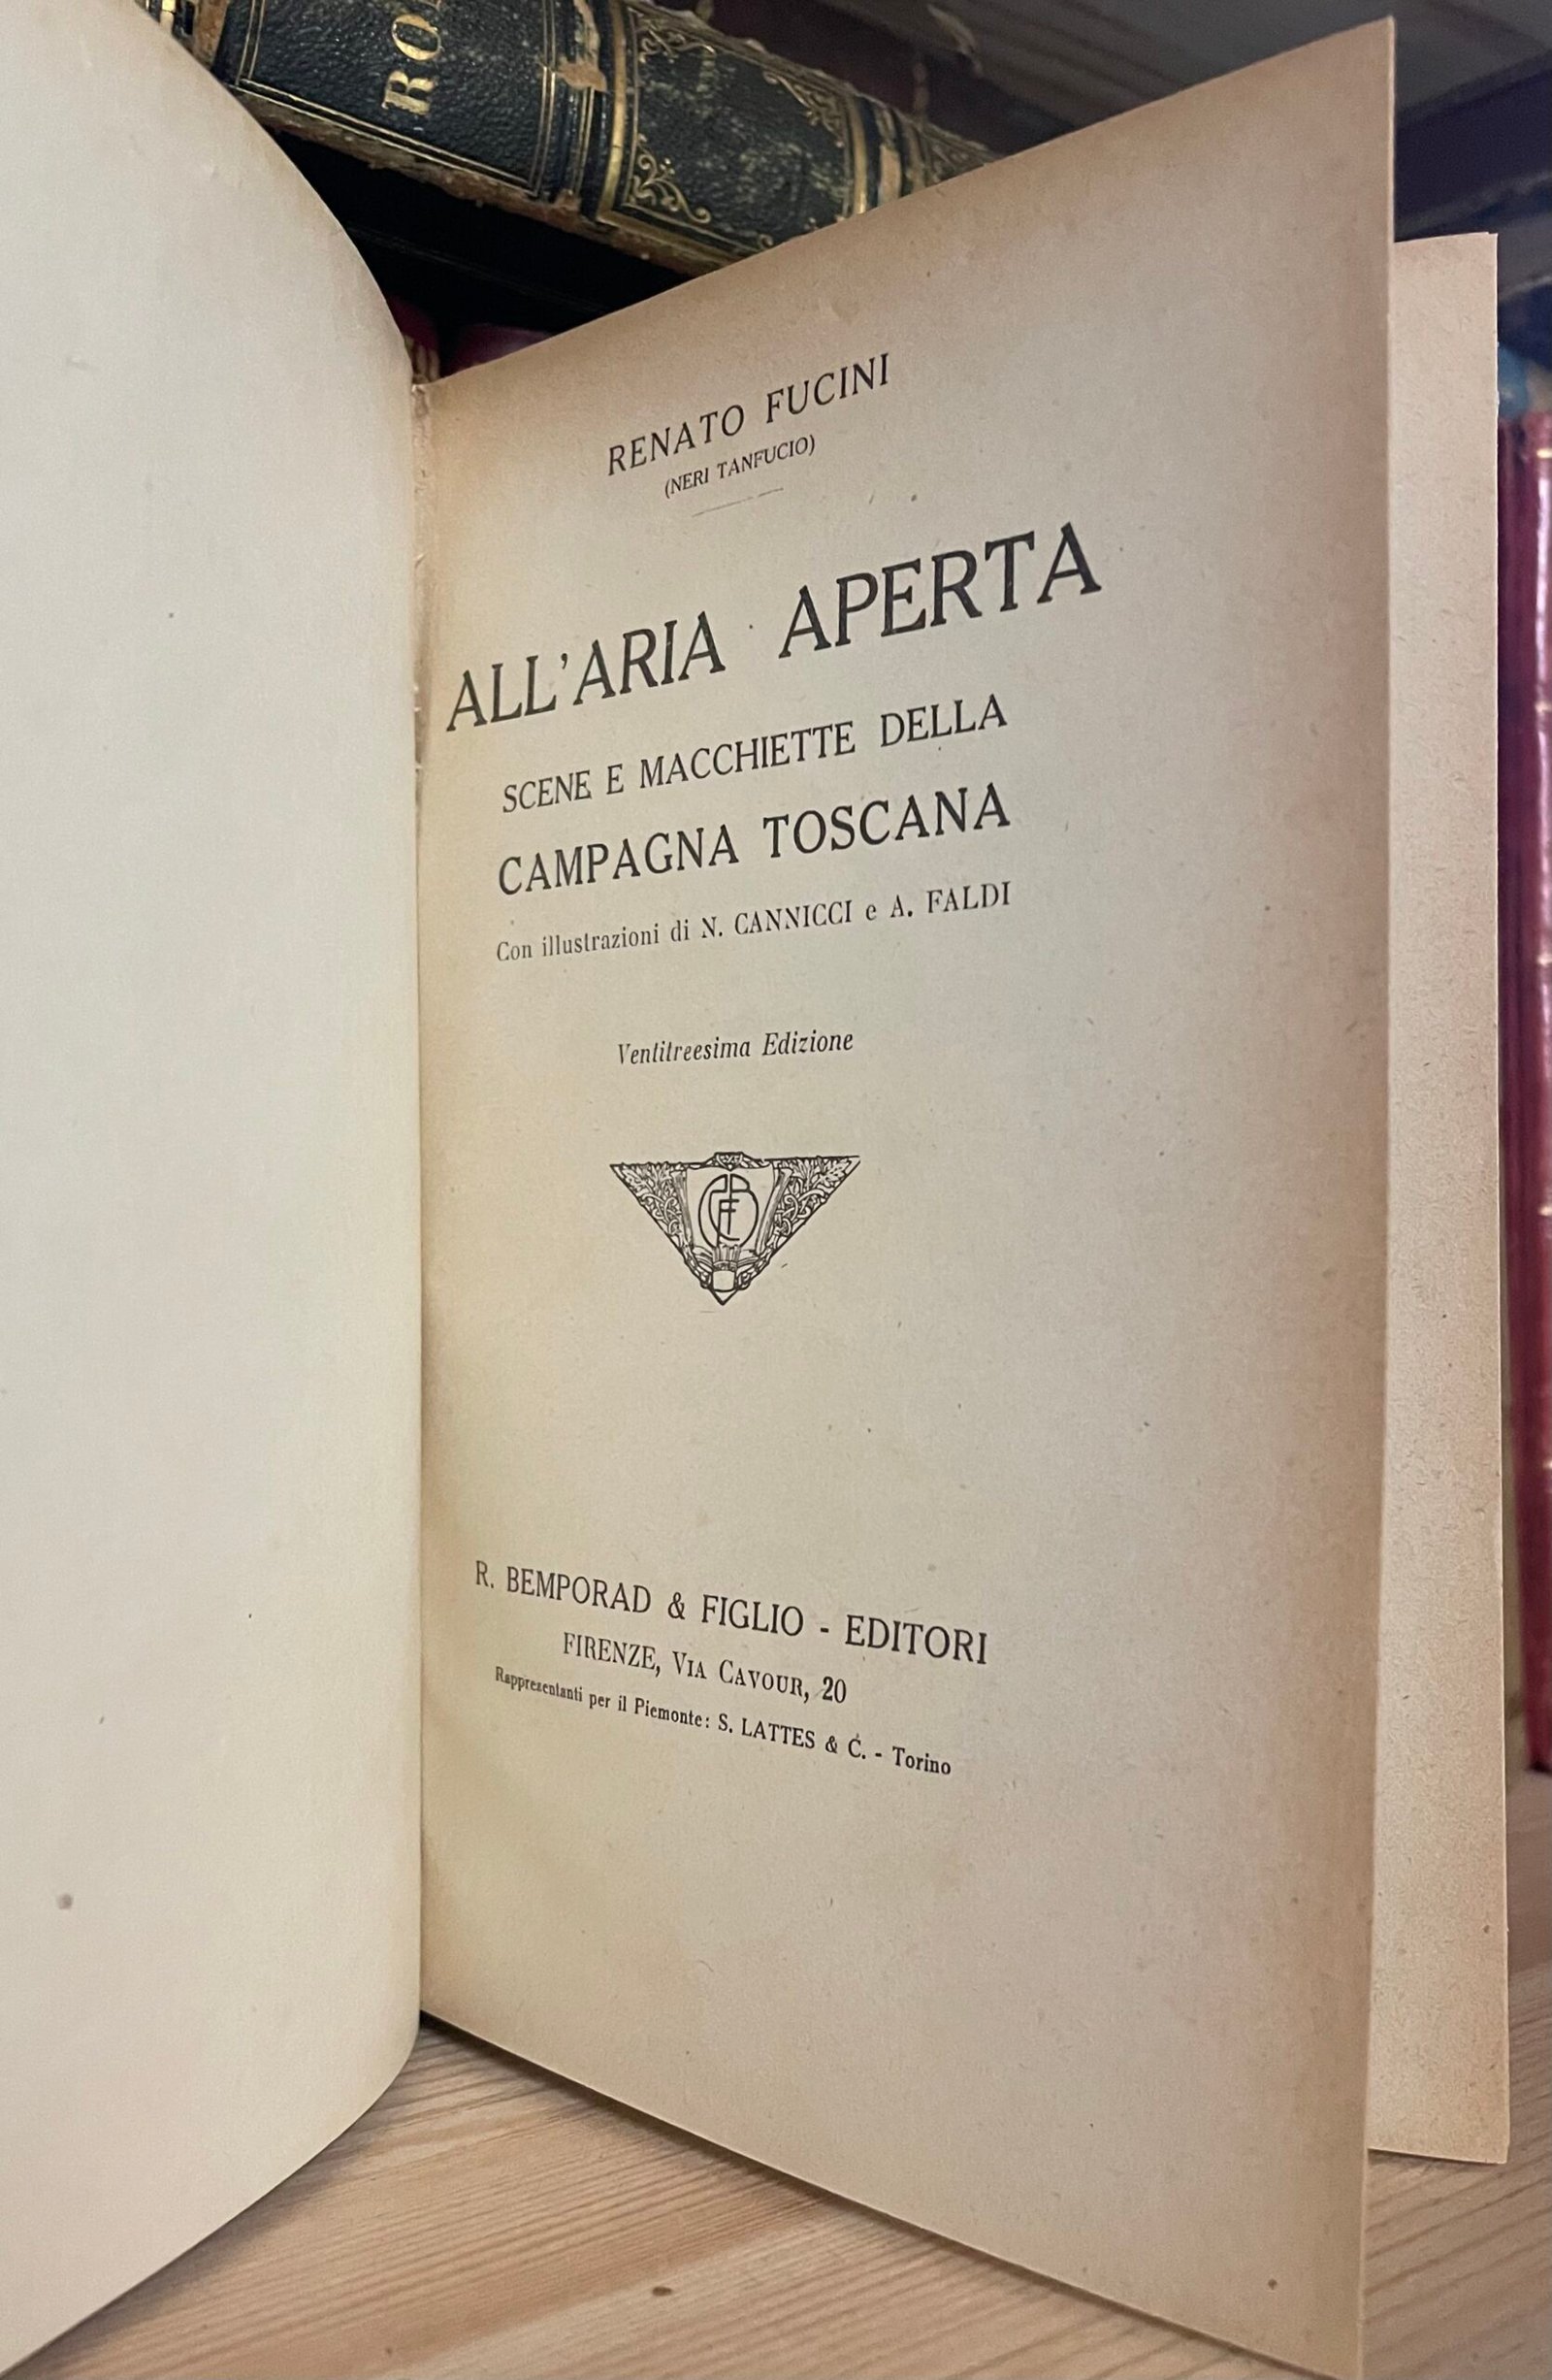 RO
RENATO FUCINI
(NERI TANFUCIO)
ALL'ARIA APERTA
SCENE E MACCHIETTE DELLA
CAMPAGNA TOSCANA
Con illustrazioni di N. CANNICCI e A. FALDI
Ventitreesima Edizione
R. BEMPORAD & FIGLIO - EDITORI
FIRENZE, VIA CAVOUR, 20
Rappresentanti per il Piemonte: S. LATTES & C. - Torino